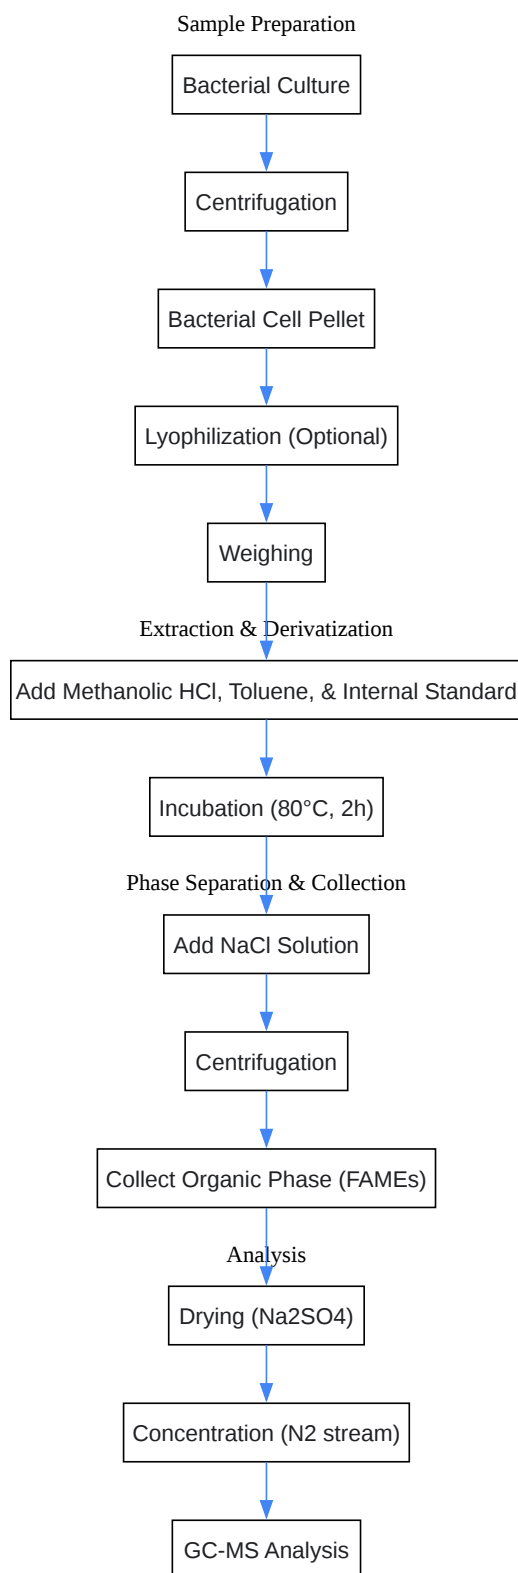 Sample Preparation
Bacterial Culture
Centrifugation
Bacterial Cell Pellet
Lyophilization (Optional)
Weighing
Extraction & Derivatization
Add Methanolic HCl, Toluene, & Internal Standard
Incubation (80°C, 2h)
Phase Separation & Collection
Add NaCl Solution
Centrifugation
Collect Organic Phase (FAMEs)
Analysis
Drying (Na2SO4)
Concentration (N2 stream)
GC-MS Analysis